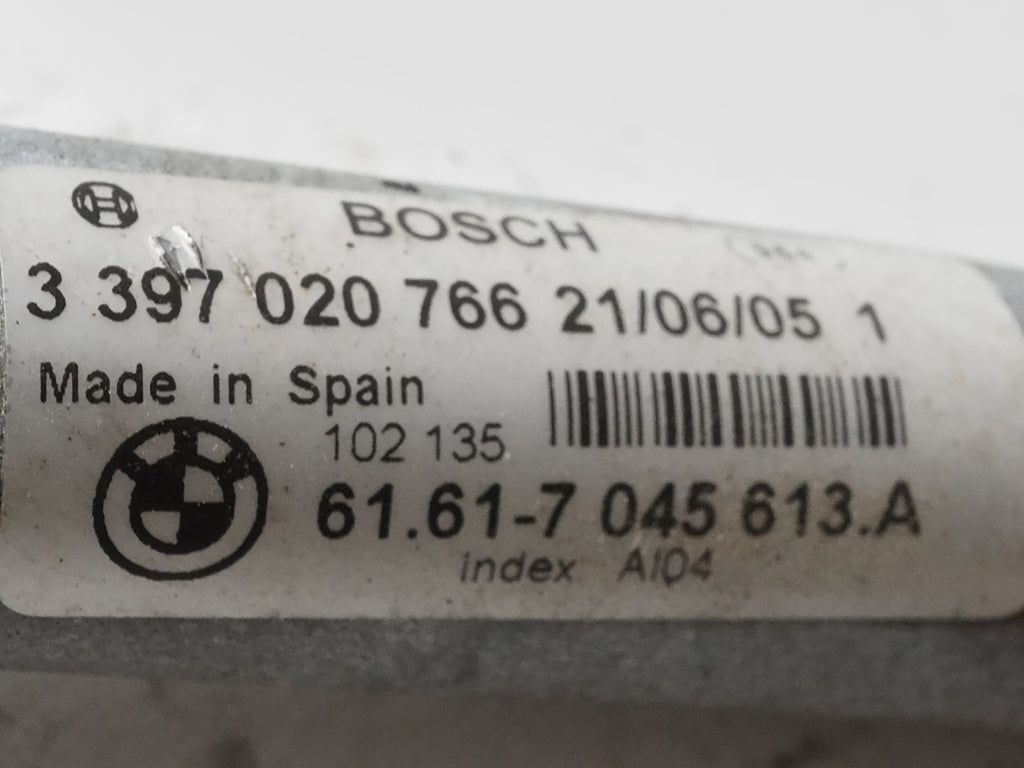 BOSCH
3 397 020 766 21/06/05 1
Made in Spain
102 135
61.61-7 045 613.A
index AI04